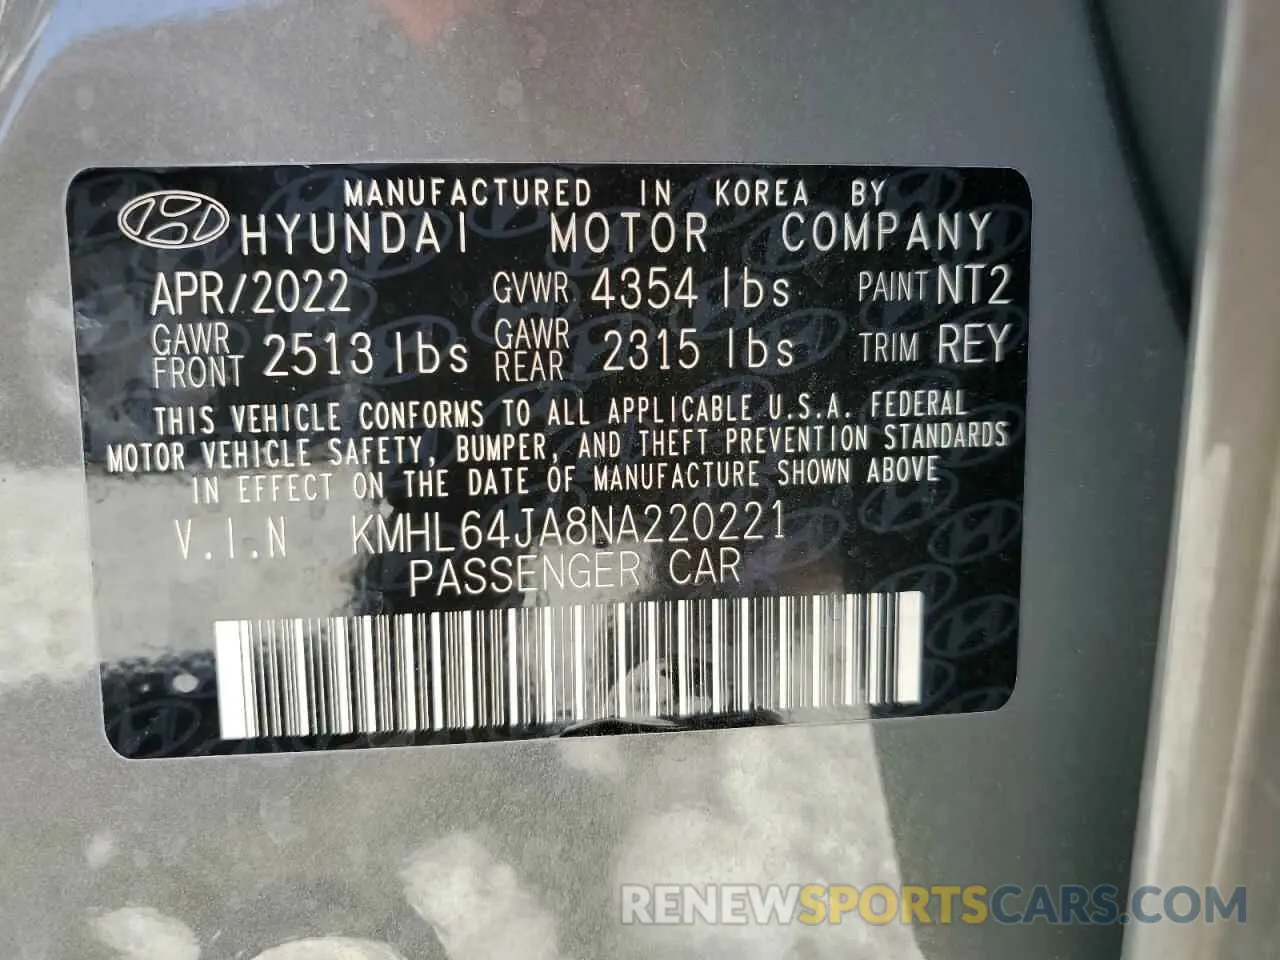 MANUFACTURED IN KOREA BY
HYUNDAI MOTOR COMPANY
APR/2022 GVWR 4354 lbs PAINT NT2
GAWR FRONT 2513 lbs GAWR REAR 2315 lbs TRIM REY
THIS VEHICLE CONFORMS TO ALL APPLICABLE U.S.A. FEDERAL
MOTOR VEHICLE SAFETY, BUMPER, AND THEFT PREVENTION STANDARDS
IN EFFECT ON THE DATE OF MANUFACTURE SHOWN ABOVE
V.I.N KMHL64JA8NA220221
PASSENGER CAR
RENEWSPORTSCARS.COM